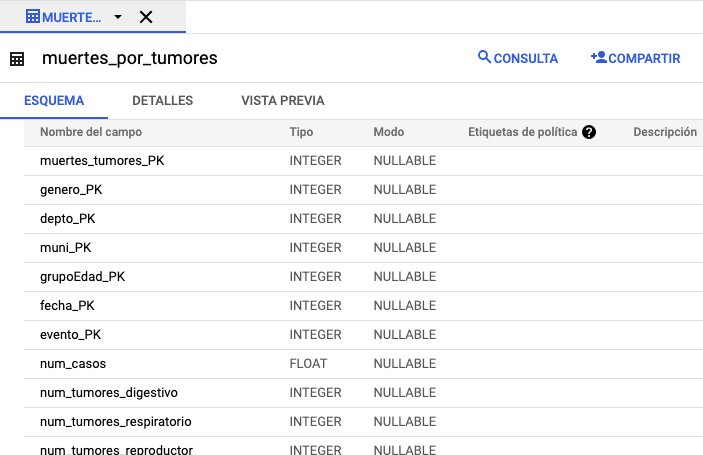 MUERTE...
muertes_por_tumores
CONSULTA
COMPARTIR
ESQUEMA DETALLES VISTA PREVIA
Nombre del campo Tipo Modo Etiquetas de política ? Descripción
muertes_tumores_PK INTEGER NULLABLE
genero_PK INTEGER NULLABLE
depto_PK INTEGER NULLABLE
muni_PK INTEGER NULLABLE
grupoEdad_PK INTEGER NULLABLE
fecha_PK INTEGER NULLABLE
evento_PK INTEGER NULLABLE
num_casos FLOAT NULLABLE
num_tumores_digestivo INTEGER NULLABLE
num_tumores_respiratorio INTEGER NULLABLE
num_tumores_reproductor INTEGER NULLABLE